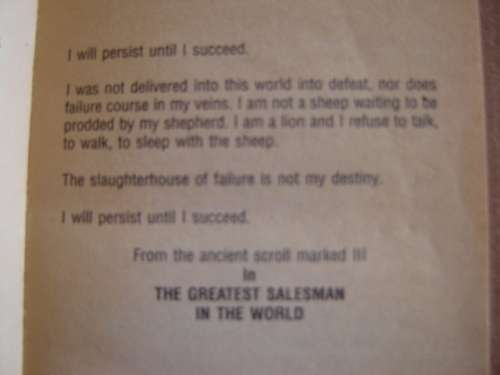 I will persist until I succeed.
I was not delivered into this world into defeat, nor does
failure course in my veins. I am not a sheep waiting to be
prodded by my shepherd. I am a lion and I refuse to talk,
to walk, to sleep with the sheep.
The slaughterhouse of failure is not my destiny.
I will persist until I succeed.
From the ancient scroll marked III
In
THE GREATEST SALESMAN
IN THE WORLD